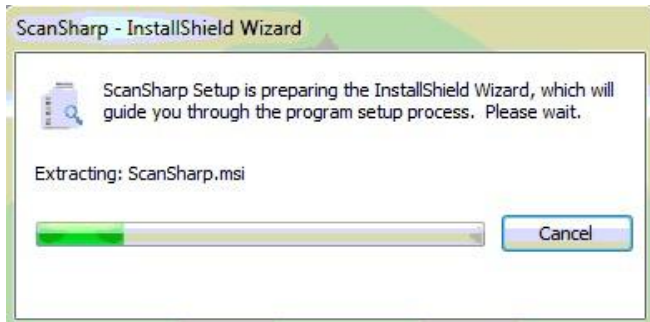 ScanSharp - InstallShield Wizard
ScanSharp Setup is preparing the InstallShield Wizard, which will
guide you through the program setup process.  Please wait.
Extracting: ScanSharp.msi
Cancel